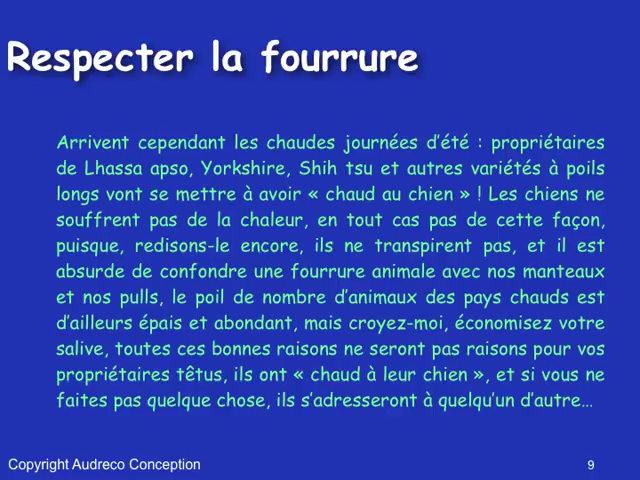 Respecter la fourrure
Arrivent cependant les chaudes journées d'été : propriétaires
de Lhassa apso, Yorkshire, Shih tsu et autres variétés à poils
longs vont se mettre à avoir « chaud au chien » ! Les chiens ne
souffrent pas de la chaleur, en tout cas pas de cette façon,
puisque, redisons-le encore, ils ne transpirent pas, et il est
absurde de confondre une fourrure animale avec nos manteaux
et nos pulls, le poil de nombre d'animaux des pays chauds est
d'ailleurs épais et abondant, mais croyez-moi, économisez votre
salive, toutes ces bonnes raisons ne seront pas raisons pour vos
propriétaires têtus, ils ont « chaud à leur chien », et si vous ne
faites pas quelque chose, ils s'adresseront à quelqu'un d'autre…
Copyright Audreco Conception
9